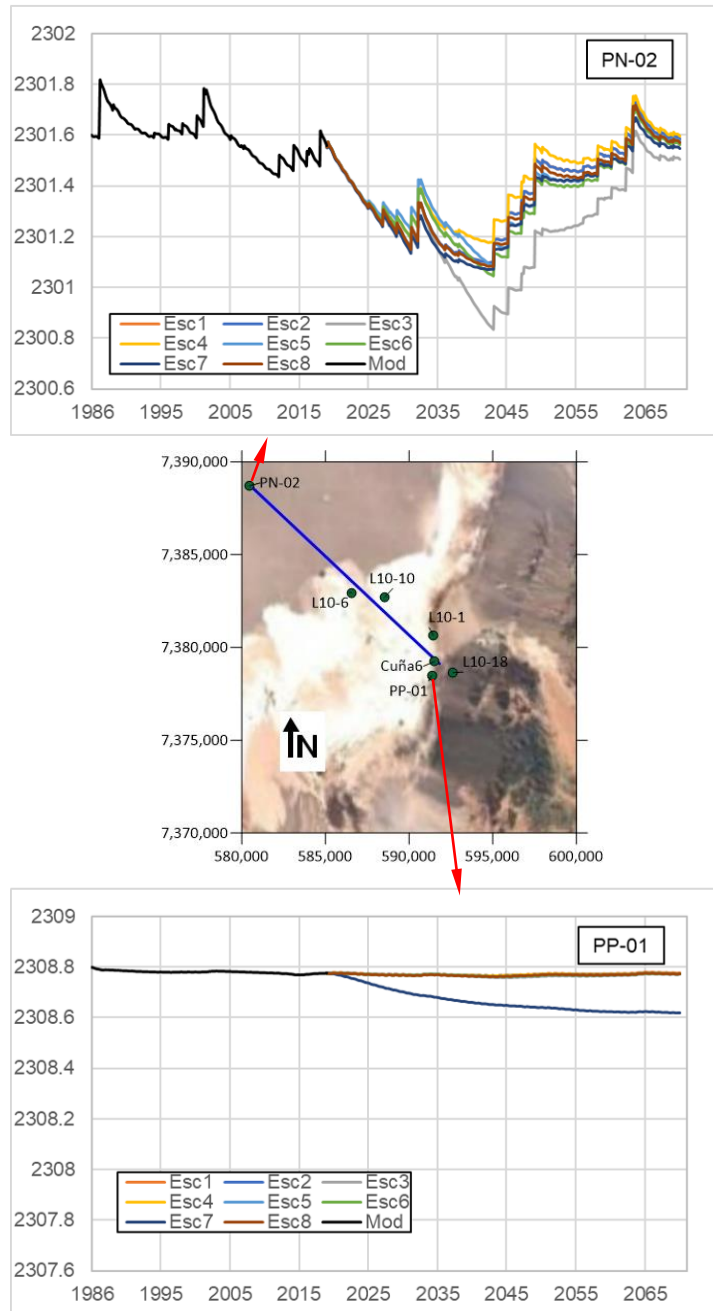 2302
PN-02
2301.8
2301.6
2301.4
2301.2
2301
2300.8
2300.6
Esc1 Esc2 Esc3
Esc4 Esc5 Esc6
Esc7 Esc8 Mod
1986 1995 2005 2015 2025 2035 2045 2055 2065
7,390,000
PN-02
7,385,000
L10-10
L10-6
L10-1
7,380,000
Cuña6
L10-18
PP-01
7,375,000
N
7,370,000
580,000 585,000 590,000 595,000 600,000
2309
PP-01
2308.8
2308.6
2308.4
2308.2
2308
2307.8
2307.6
Esc1 Esc2 Esc3
Esc4 Esc5 Esc6
Esc7 Esc8 Mod
1986 1995 2005 2015 2025 2035 2045 2055 2065